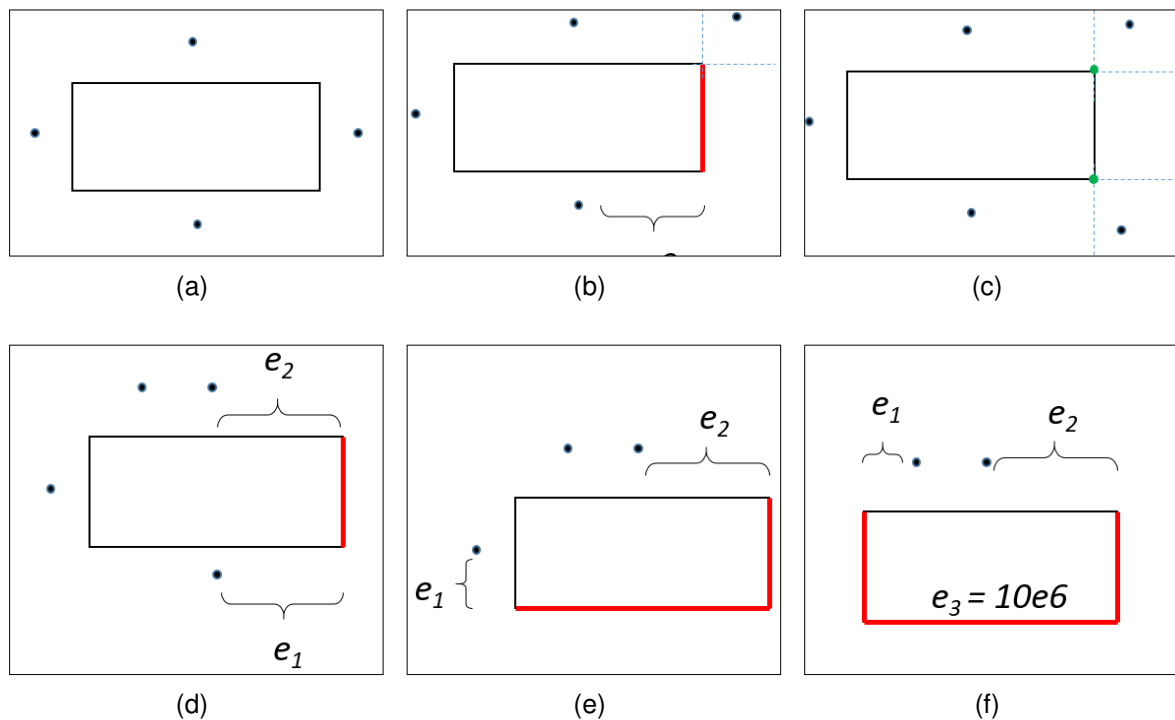 (a) (b) (c)
e₂
e₁
e₂
e₁
e₁ e₂
e₃ = 10e6
(d) (e) (f)